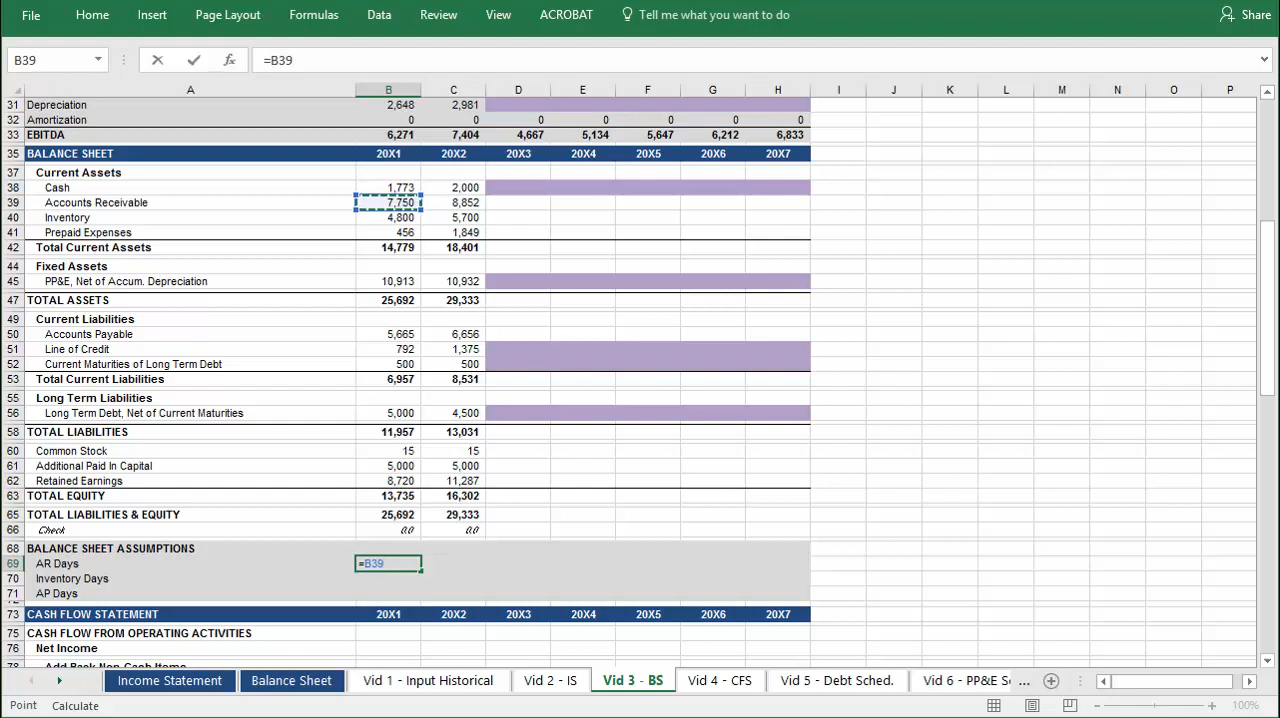 File Home Insert Page Layout Formulas Data Review View ACROBAT Tell me what you want to do Share
B39 fx =B39
A B C D E F G H I J K L M N O P
31 Depreciation 2,648 2,981
32 Amortization 0 0 0 0 0 0 0
33 EBITDA 6,271 7,404 4,667 5,134 5,647 6,212 6,833
35 BALANCE SHEET 20X1 20X2 20X3 20X4 20X5 20X6 20X7
37 Current Assets
38 Cash 1,773 2,000
39 Accounts Receivable 7,750 8,852
40 Inventory 4,800 5,700
41 Prepaid Expenses 456 1,849
42 Total Current Assets 14,779 18,401
44 Fixed Assets
45 PP&E, Net of Accum. Depreciation 10,913 10,932
47 TOTAL ASSETS 25,692 29,333
49 Current Liabilities
50 Accounts Payable 5,665 6,656
51 Line of Credit 792 1,375
52 Current Maturities of Long Term Debt 500 500
53 Total Current Liabilities 6,957 8,531
55 Long Term Liabilities
56 Long Term Debt, Net of Current Maturities 5,000 4,500
58 TOTAL LIABILITIES 11,957 13,031
60 Common Stock 15 15
61 Additional Paid In Capital 5,000 5,000
62 Retained Earnings 8,720 11,287
63 TOTAL EQUITY 13,735 16,302
65 TOTAL LIABILITIES & EQUITY 25,692 29,333
66 Check 0.0 0.0
68 BALANCE SHEET ASSUMPTIONS
69 AR Days =B39
70 Inventory Days
71 AP Days
73 CASH FLOW STATEMENT 20X1 20X2 20X3 20X4 20X5 20X6 20X7
75 CASH FLOW FROM OPERATING ACTIVITIES
76 Net Income
78 Add Back Non-Cash Items
Income Statement Balance Sheet Vid 1 - Input Historical Vid 2 - IS Vid 3 - BS Vid 4 - CFS Vid 5 - Debt Sched. Vid 6 - PP&E Sc ...
Point Calculate 100%